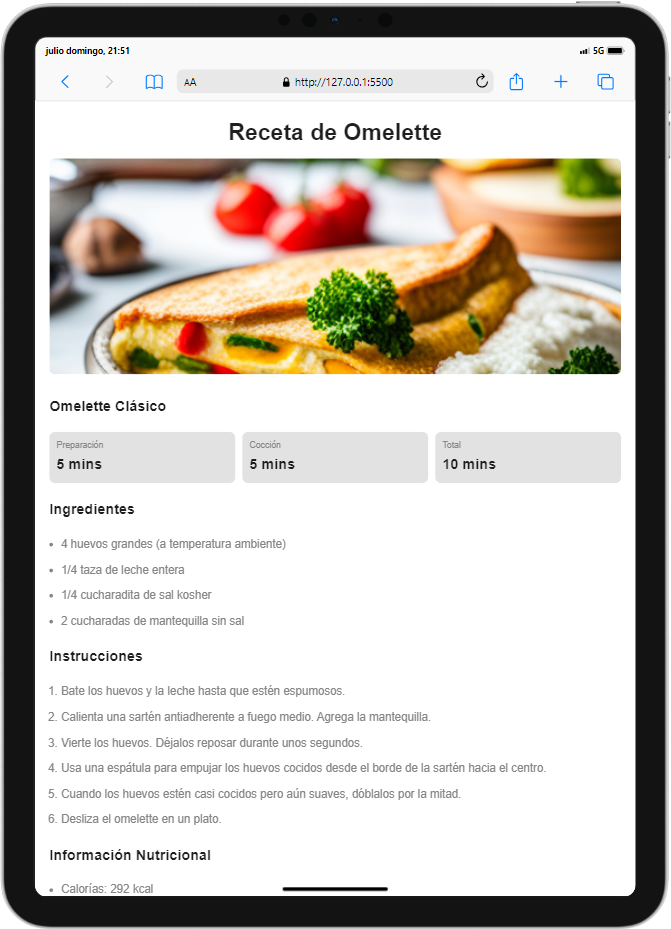 julio domingo, 21:51
5G
AA
http://127.0.0.1:5500
Receta de Omelette
Omelette Clásico
Preparación
5 mins
Cocción
5 mins
Total
10 mins
Ingredientes
• 4 huevos grandes (a temperatura ambiente)
• 1/4 taza de leche entera
• 1/4 cucharadita de sal kosher
• 2 cucharadas de mantequilla sin sal
Instrucciones
1. Bate los huevos y la leche hasta que estén espumosos.
2. Calienta una sartén antiadherente a fuego medio. Agrega la mantequilla.
3. Vierte los huevos. Déjalos reposar durante unos segundos.
4. Usa una espátula para empujar los huevos cocidos desde el borde de la sartén hacia el centro.
5. Cuando los huevos estén casi cocidos pero aún suaves, dóblalos por la mitad.
6. Desliza el omelette en un plato.
Información Nutricional
• Calorías: 292 kcal